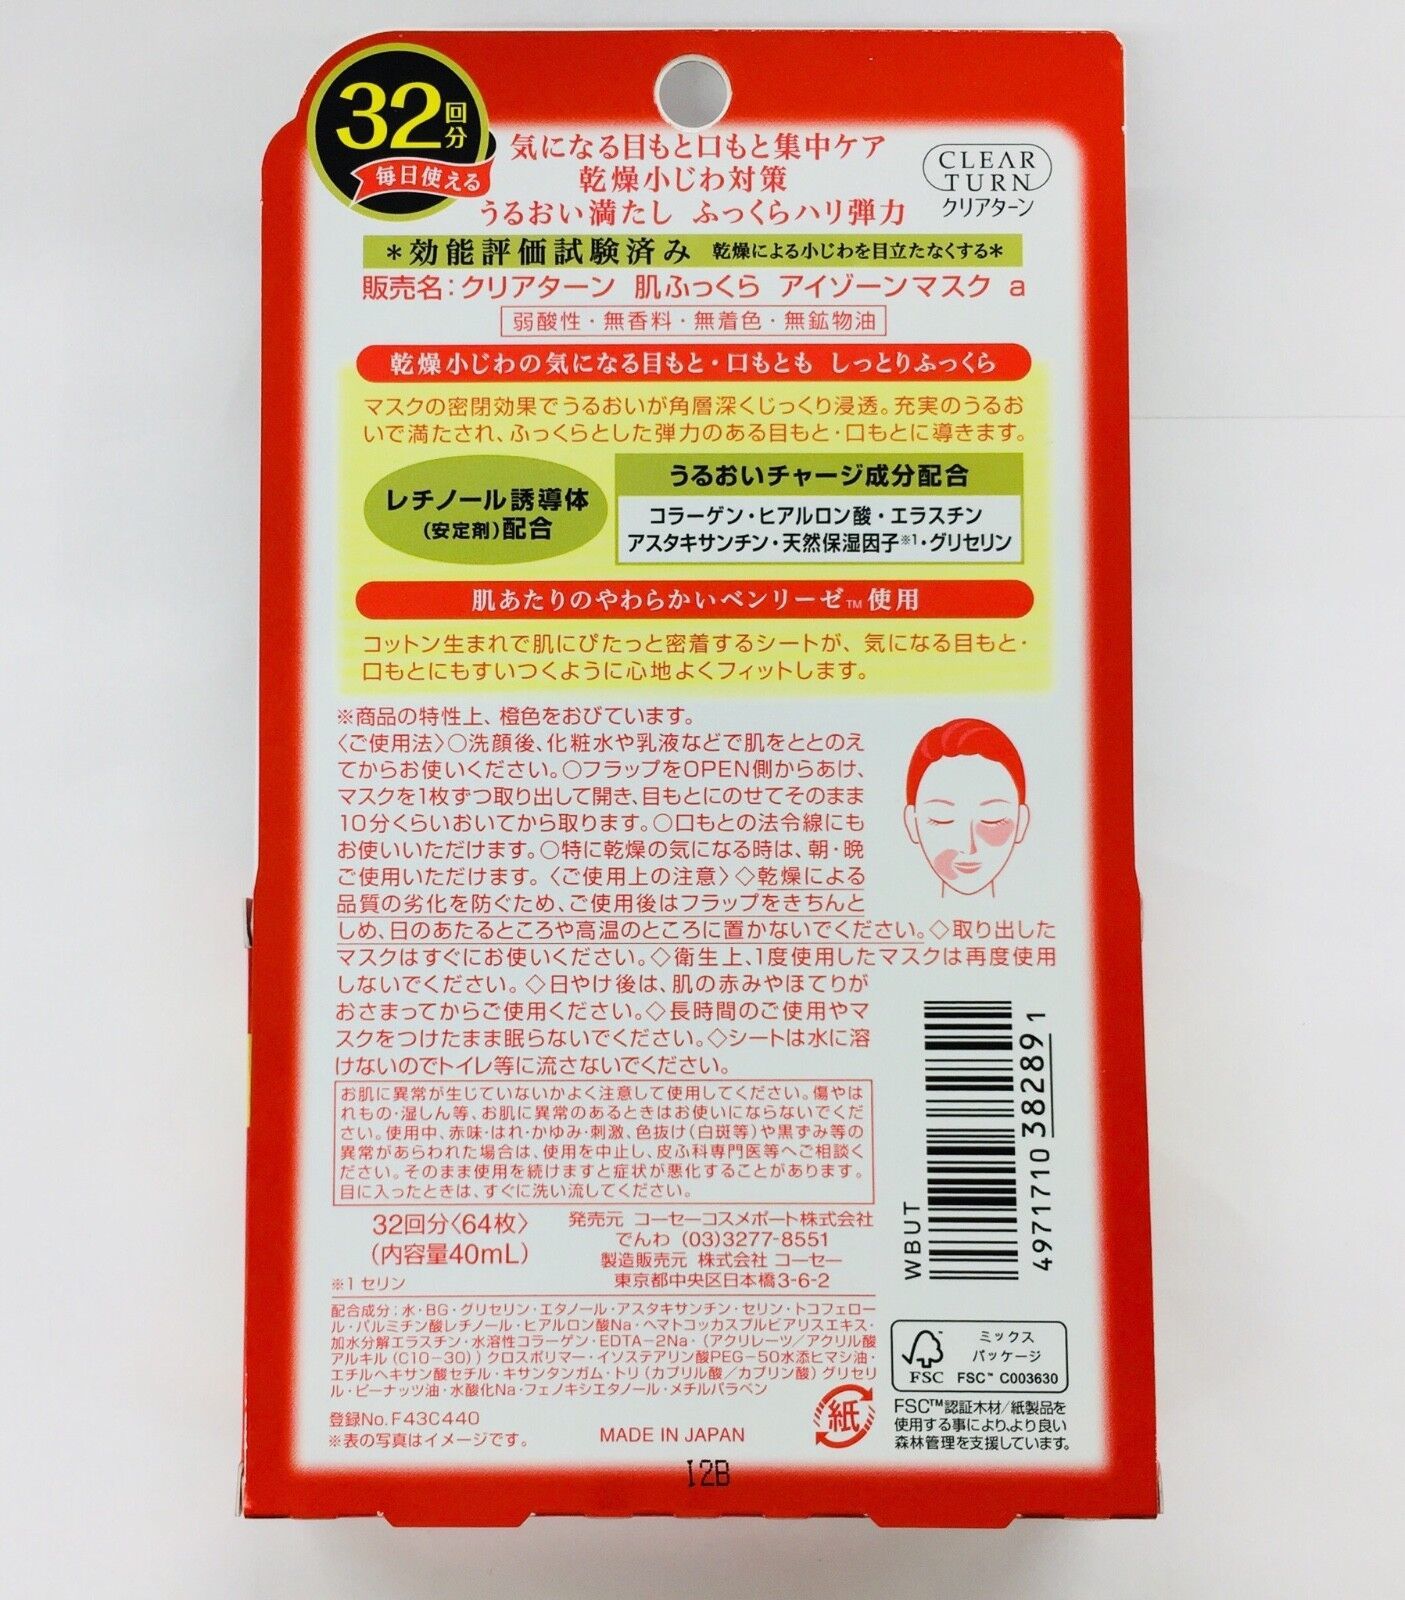 32回分
毎日使える
気になる目もと口もと集中ケア
乾燥小じわ対策
うるおい満たし ふっくらハリ弾力
CLEAR
TURN
クリアターン
＊効能評価試験済み 乾燥による小じわを目立たなくする＊
販売名：クリアターン 肌ふっくら アイゾーンマスク a
弱酸性・無香料・無着色・無鉱物油
乾燥小じわの気になる目もと・口もとも しっとりふっくら
マスクの密閉効果でうるおいが角層深くじっくり浸透。充実のうるお
いで満たされ、ふっくらとした弾力のある目もと・口もとに導きます。
レチノール誘導体
（安定剤）配合
うるおいチャージ成分配合
コラーゲン・ヒアルロン酸・エラスチン
アスタキサンチン・天然保湿因子※1・グリセリン
肌あたりのやわらかいベンリーゼTM使用
コットン生まれで肌にぴたっと密着するシートが、気になる目もと・
口もとにもすいつくように心地よくフィットします。
※商品の特性上、橙色をおびています。
〈ご使用法〉○洗顔後、化粧水や乳液などで肌をととのえ
てからお使いください。○フラップをOPEN側からあけ、
マスクを1枚ずつ取り出して開き、目もとにのせてそのまま
10分くらいおいてから取ります。○口もとの法令線にも
お使いいただけます。○特に乾燥の気になる時は、朝・晩
ご使用いただけます。〈ご使用上の注意〉◇乾燥による
品質の劣化を防ぐため、ご使用後はフラップをきちんと
しめ、日のあたるところや高温のところに置かないでください。◇取り出した
マスクはすぐにお使いください。◇衛生上、1度使用したマスクは再度使用
しないでください。◇日やけ後は、肌の赤みやほてりが
おさまってからご使用ください。◇長時間のご使用やマ
スクをつけたまま眠らないでください。◇シートは水に溶
けないのでトイレ等に流さないでください。
お肌に異常が生じていないかよく注意して使用してください。傷やは
れもの・湿しん等、お肌に異常のあるときはお使いにならないでくだ
さい。使用中、赤味・はれ・かゆみ・刺激、色抜け（白斑等）や黒ずみ等の
異常があらわれた場合は、使用を中止し、皮ふ科専門医等へご相談く
ださい。そのまま使用を続けますと症状が悪化することがあります。
目に入ったときは、すぐに洗い流してください。
32回分〈64枚〉
（内容量40mL）
※1 セリン
発売元 コーセーコスメポート株式会社
でんわ (03)3277-8551
製造販売元 株式会社 コーセー
東京都中央区日本橋3-6-2
WBUT
4971710382891
配合成分：水・BG・グリセリン・エタノール・アスタキサンチン・セリン・トコフェロー
ル・パルミチン酸レチノール・ヒアルロン酸Na・ヘマトコッカスプルビアリスエキス・
加水分解エラスチン・水溶性コラーゲン・EDTA－2Na・（アクリレーツ／アクリル酸
アルキル（C10－30））クロスポリマー・イソステアリン酸PEG－50水添ヒマシ油・
エチルヘキサン酸セチル・キサンタンガム・トリ（カプリル酸／カプリン酸）グリセリ
ル・ピーナッツ油・水酸化Na・フェノキシエタノール・メチルパラベン
登録No.F43C440
※表の写真はイメージです。
MADE IN JAPAN
紙
FSC
ミックス
パッケージ
FSC™ C003630
FSC™認証木材/紙製品を
使用する事により、より良い
森林管理を支援しています。
I2B